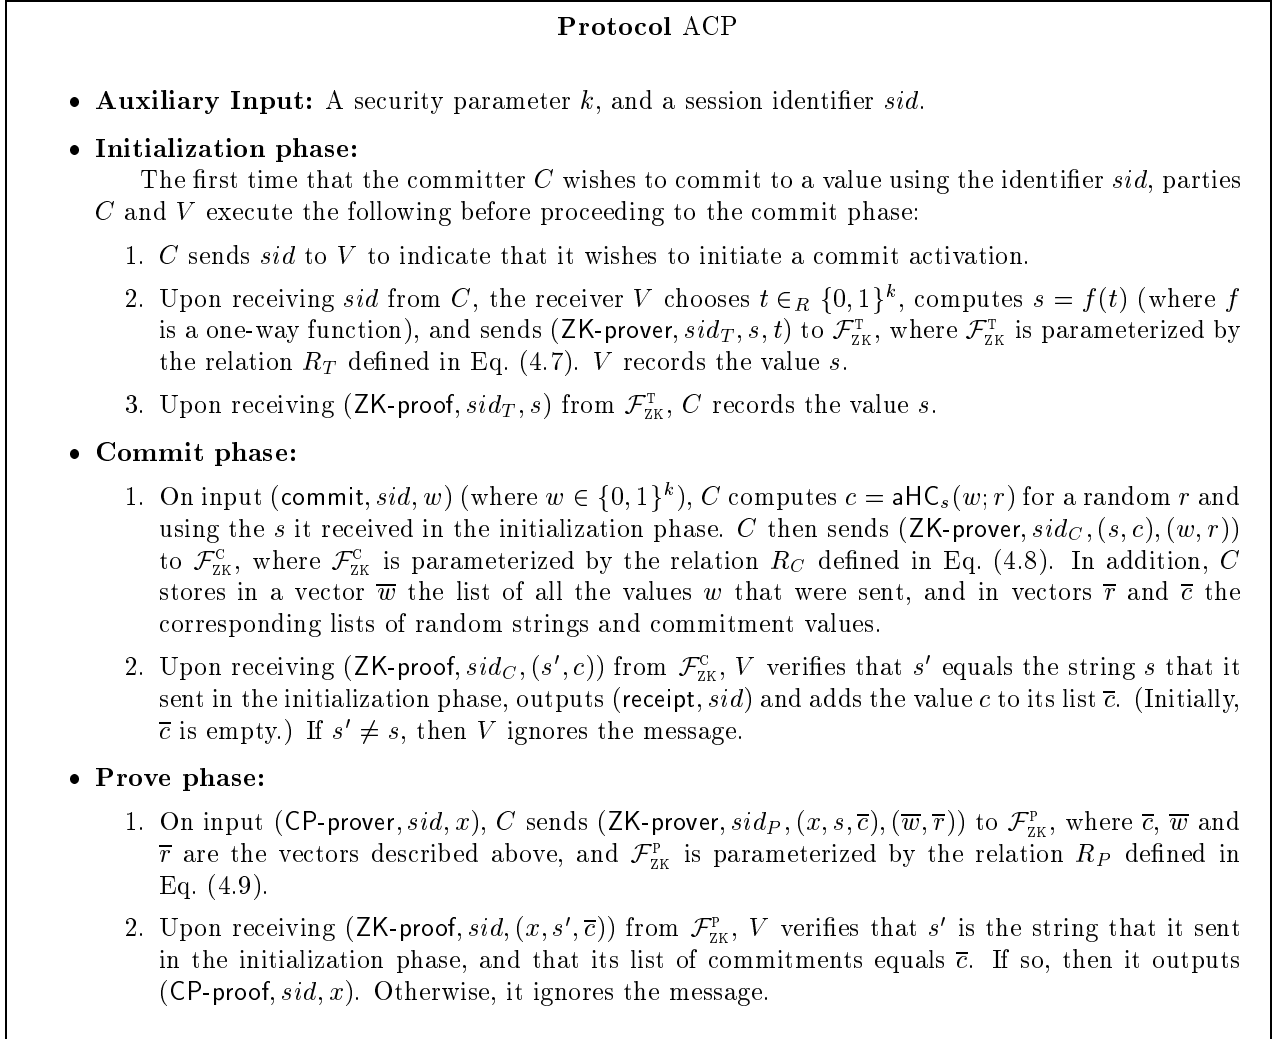 Protocol ACP
• Auxiliary Input: A security parameter k, and a session identifier sid.
• Initialization phase:
The first time that the committer C wishes to commit to a value using the identifier sid, parties
C and V execute the following before proceeding to the commit phase:
1. C sends sid to V to indicate that it wishes to initiate a commit activation.
2. Upon receiving sid from C, the receiver V chooses t ∈_R {0,1}^k, computes s = f(t) (where f
is a one-way function), and sends (ZK-prover, sid_T, s, t) to F_ZK^T, where F_ZK^T is parameterized by
the relation R_T defined in Eq. (4.7). V records the value s.
3. Upon receiving (ZK-proof, sid_T, s) from F_ZK^T, C records the value s.
• Commit phase:
1. On input (commit, sid, w) (where w ∈ {0,1}^k), C computes c = aHC_s(w; r) for a random r and
using the s it received in the initialization phase. C then sends (ZK-prover, sid_C, (s, c), (w, r))
to F_ZK^C, where F_ZK^C is parameterized by the relation R_C defined in Eq. (4.8). In addition, C
stores in a vector w̅ the list of all the values w that were sent, and in vectors r̅ and c̅ the
corresponding lists of random strings and commitment values.
2. Upon receiving (ZK-proof, sid_C, (s′, c)) from F_ZK^C, V verifies that s′ equals the string s that it
sent in the initialization phase, outputs (receipt, sid) and adds the value c to its list c̅. (Initially,
c̅ is empty.) If s′ ≠ s, then V ignores the message.
• Prove phase:
1. On input (CP-prover, sid, x), C sends (ZK-prover, sid_P, (x, s, c̅), (w̅, r̅)) to F_ZK^P, where c̅, w̅ and
r̅ are the vectors described above, and F_ZK^P is parameterized by the relation R_P defined in
Eq. (4.9).
2. Upon receiving (ZK-proof, sid, (x, s′, c̅)) from F_ZK^P, V verifies that s′ is the string that it sent
in the initialization phase, and that its list of commitments equals c̅. If so, then it outputs
(CP-proof, sid, x). Otherwise, it ignores the message.